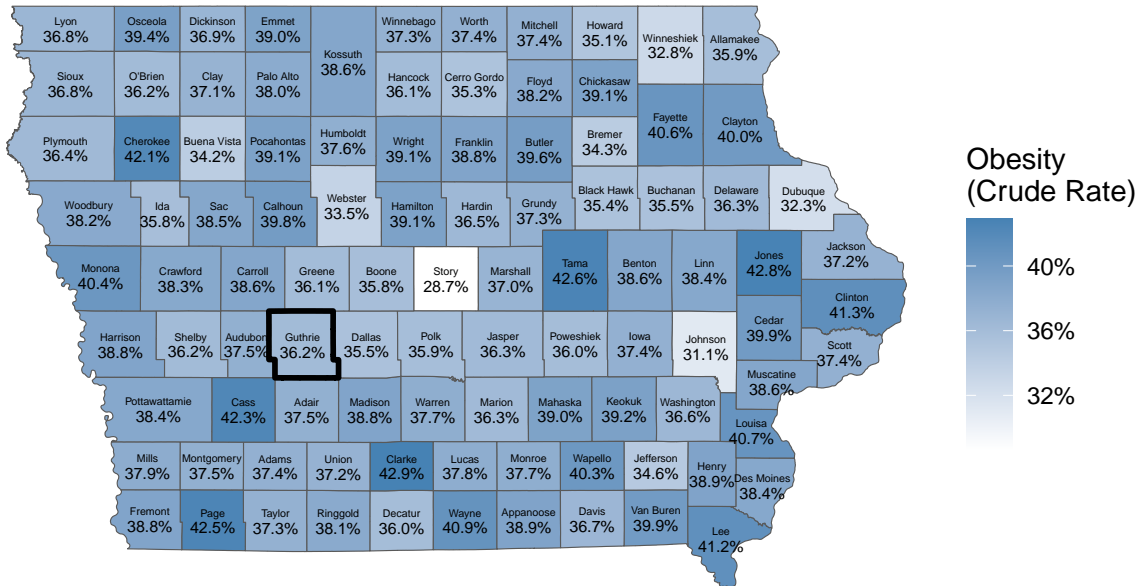 Lyon
36.8%
Osceola
39.4%
Dickinson
36.9%
Emmet
39.0%
Kossuth
38.6%
Winnebago
37.3%
Worth
37.4%
Mitchell
37.4%
Howard
35.1%
Winneshiek
32.8%
Allamakee
35.9%
Sioux
36.8%
O'Brien
36.2%
Clay
37.1%
Palo Alto
38.0%
Hancock
36.1%
Cerro Gordo
35.3%
Floyd
38.2%
Chickasaw
39.1%
Fayette
40.6%
Clayton
40.0%
Plymouth
36.4%
Cherokee
42.1%
Buena Vista
34.2%
Pocahontas
39.1%
Humboldt
37.6%
Wright
39.1%
Franklin
38.8%
Butler
39.6%
Bremer
34.3%
Woodbury
38.2%
Ida
35.8%
Sac
38.5%
Calhoun
39.8%
Webster
33.5%
Hamilton
39.1%
Hardin
36.5%
Grundy
37.3%
Black Hawk
35.4%
Buchanan
35.5%
Delaware
36.3%
Dubuque
32.3%
Monona
40.4%
Crawford
38.3%
Carroll
38.6%
Greene
36.1%
Boone
35.8%
Story
28.7%
Marshall
37.0%
Tama
42.6%
Benton
38.6%
Linn
38.4%
Jones
42.8%
Jackson
37.2%
Clinton
41.3%
Harrison
38.8%
Shelby
36.2%
Audubon
37.5%
Guthrie
36.2%
Dallas
35.5%
Polk
35.9%
Jasper
36.3%
Poweshiek
36.0%
Iowa
37.4%
Johnson
31.1%
Cedar
39.9%
Scott
37.4%
Muscatine
38.6%
Pottawattamie
38.4%
Cass
42.3%
Adair
37.5%
Madison
38.8%
Warren
37.7%
Marion
36.3%
Mahaska
39.0%
Keokuk
39.2%
Washington
36.6%
Louisa
40.7%
Mills
37.9%
Montgomery
37.5%
Adams
37.4%
Union
37.2%
Clarke
42.9%
Lucas
37.8%
Monroe
37.7%
Wapello
40.3%
Jefferson
34.6%
Henry
38.9%
Des Moines
38.4%
Fremont
38.8%
Page
42.5%
Taylor
37.3%
Ringgold
38.1%
Decatur
36.0%
Wayne
40.9%
Appanoose
38.9%
Davis
36.7%
Van Buren
39.9%
Lee
41.2%
Obesity
(Crude Rate)
40%
36%
32%